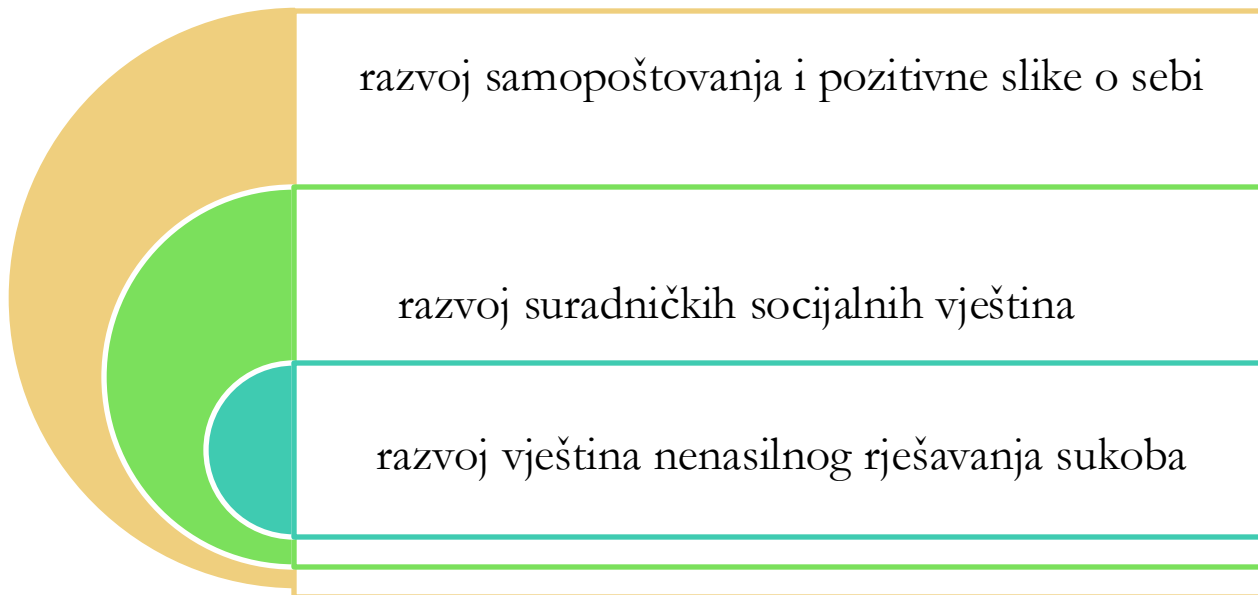 razvoj samopoštovanja i pozitivne slike o sebi
razvoj suradničkih socijalnih vještina
razvoj vještina nenasilnog rješavanja sukoba